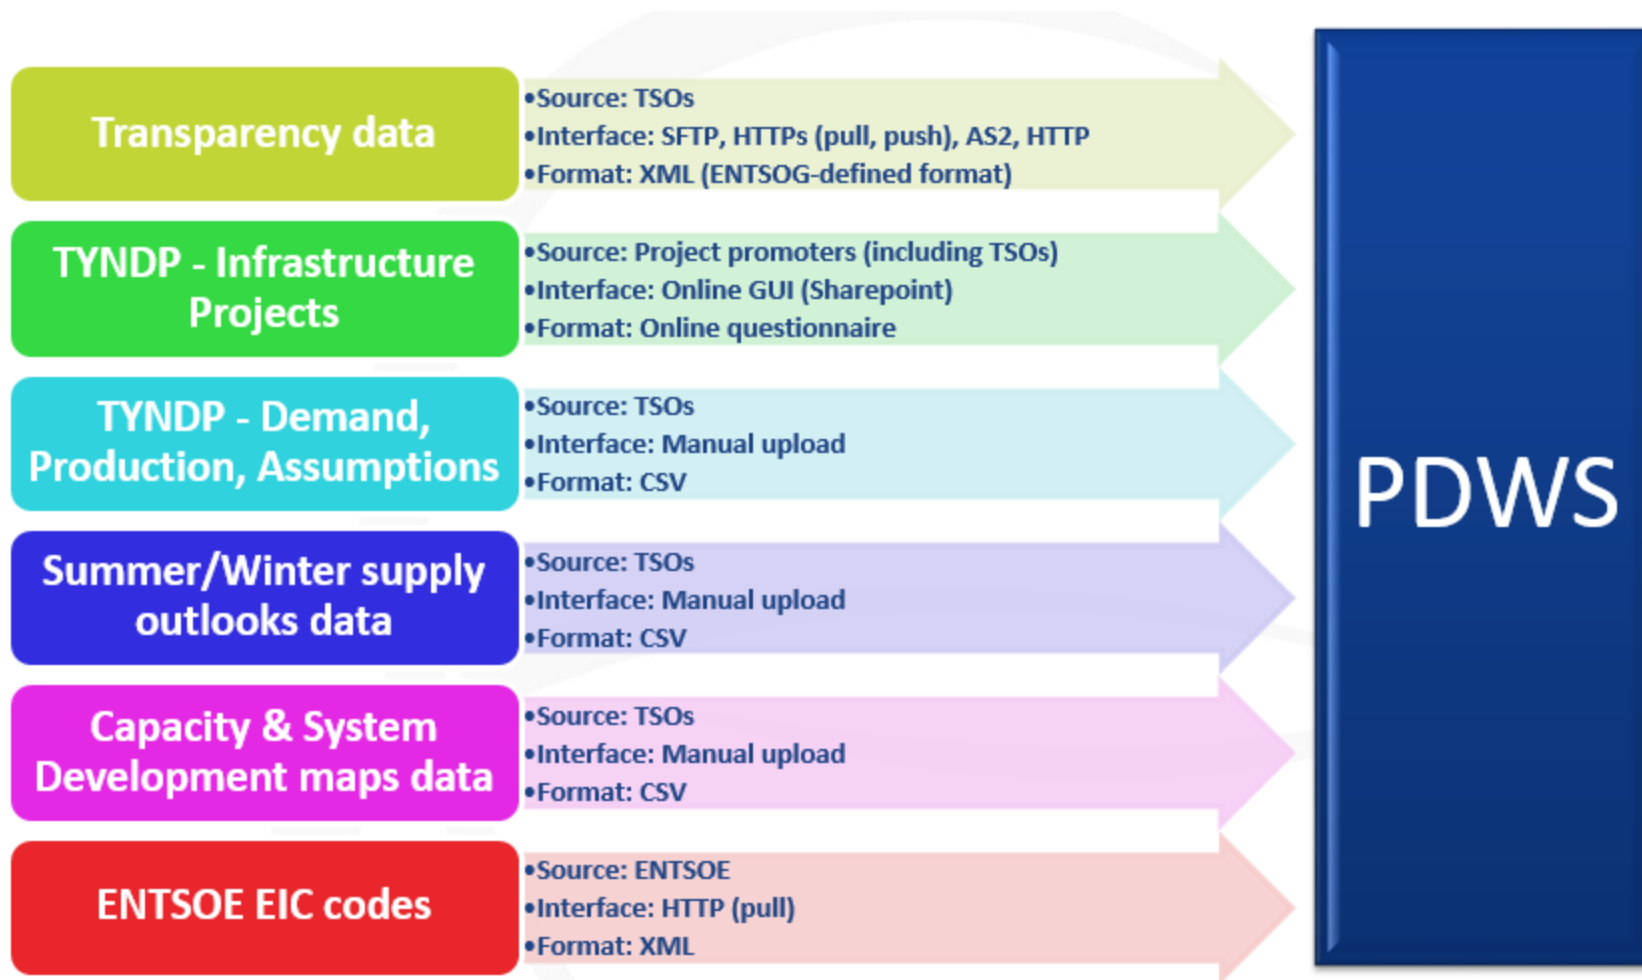 Transparency data
•Source: TSOs
•Interface: SFTP, HTTPs (pull, push), AS2, HTTP
•Format: XML (ENTSOG-defined format)
TYNDP - Infrastructure
Projects
•Source: Project promoters (including TSOs)
•Interface: Online GUI (Sharepoint)
•Format: Online questionnaire
TYNDP - Demand,
Production, Assumptions
•Source: TSOs
•Interface: Manual upload
•Format: CSV
Summer/Winter supply
outlooks data
•Source: TSOs
•Interface: Manual upload
•Format: CSV
Capacity & System
Development maps data
•Source: TSOs
•Interface: Manual upload
•Format: CSV
ENTSOE EIC codes
•Source: ENTSOE
•Interface: HTTP (pull)
•Format: XML
PDWS